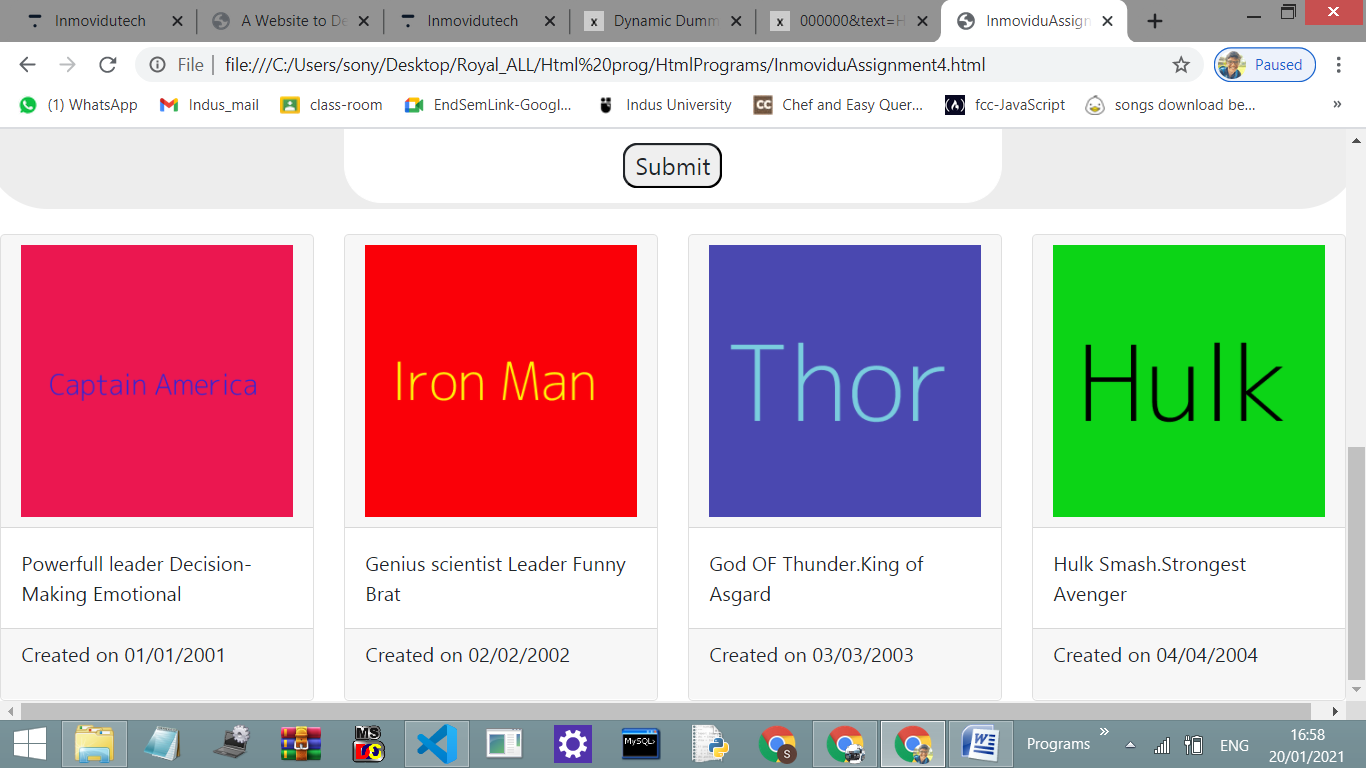 Inmovidutech
A Website to De
Inmovidutech
x Dynamic Dumm
x 000000&text=H
InmoviduAssign
File
file:///C:/Users/sony/Desktop/Royal_ALL/Html%20prog/HtmlPrograms/InmoviduAssignment4.html
Paused
(1) WhatsApp
Indus_mail
class-room
EndSemLink-Googl...
Indus University
CC Chef and Easy Quer...
fcc-JavaScript
songs download be...
»
Submit
Captain America
Iron Man
Thor
Hulk
Powerfull leader Decision-
Making Emotional
Genius scientist Leader Funny
Brat
God OF Thunder.King of
Asgard
Hulk Smash.Strongest
Avenger
Created on 01/01/2001
Created on 02/02/2002
Created on 03/03/2003
Created on 04/04/2004
MS
MySQL>
S
W
Programs
»
ENG
16:58
20/01/2021